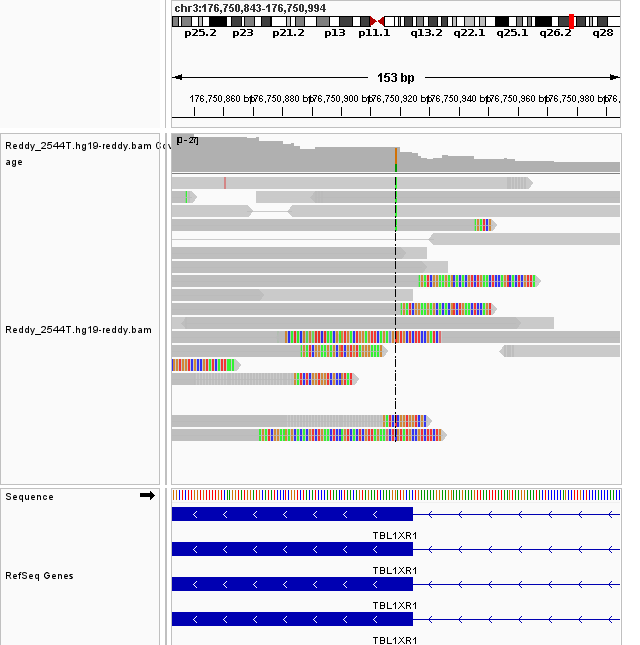 chr3:176,750,843-176,750,994
p25.2 p23 p21.2 p13 p11.1 q13.2 q22.1 q25.1 q26.2 q28
153 bp
176,750,860 bp 176,750,880 bp 176,750,900 bp 176,750,920 bp 176,750,940 bp 176,750,960 bp 176,750,980 bp 176,
Reddy_2544T.hg19-reddy.bam Cov
age
[0-27]
Reddy_2544T.hg19-reddy.bam
Sequence
TBL1XR1
TBL1XR1
RefSeq Genes
TBL1XR1
TBL1XR1